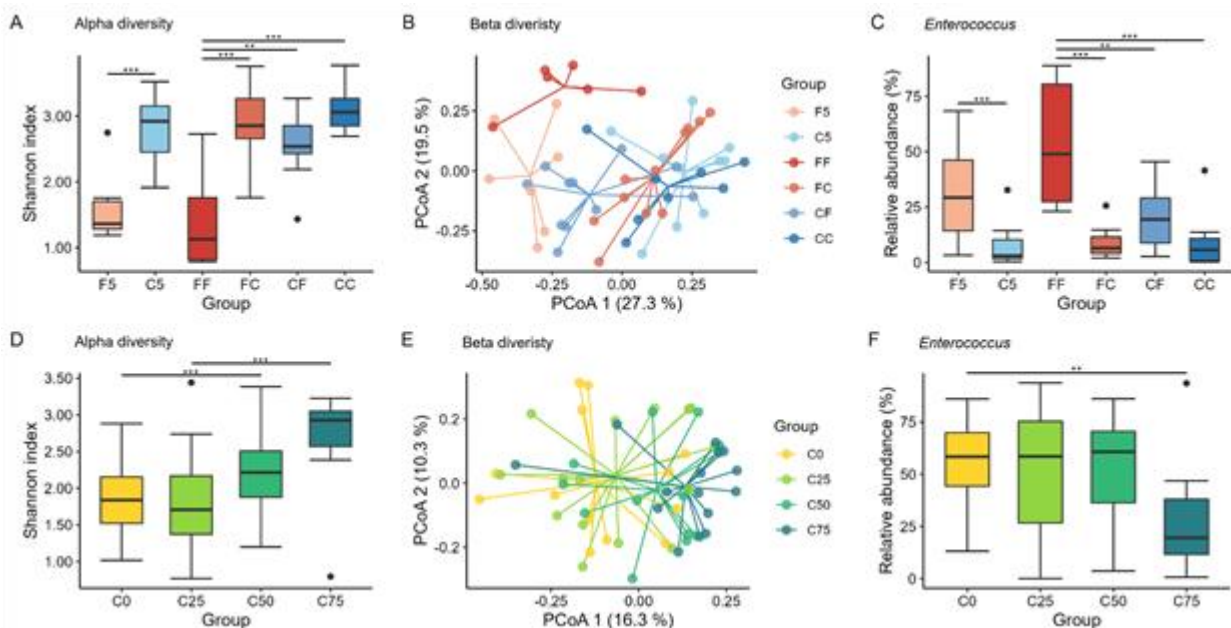 A Alpha diversity
***
***
**
***
Shannon index
3.00
2.00
1.00
F5 C5 FF FC CF CC
Group
B Beta diveristy
PCoA 2 (19.5 %)
0.25
0.00
-0.25
-0.50 -0.25 0.00 0.25
PCoA 1 (27.3 %)
Group
F5
C5
FF
FC
CF
CC
C Enterococcus
***
***
**
***
Relative abundance (%)
75
50
25
0
F5 C5 FF FC CF CC
Group
D Alpha diversity
***
***
Shannon index
3.50
3.00
2.50
2.00
1.50
1.00
C0 C25 C50 C75
Group
E Beta diveristy
PCoA 2 (10.3 %)
0.2
0.0
-0.2
-0.25 0.00 0.25
PCoA 1 (16.3 %)
Group
C0
C25
C50
C75
F Enterococcus
**
Relative abundance (%)
75
50
25
0
C0 C25 C50 C75
Group